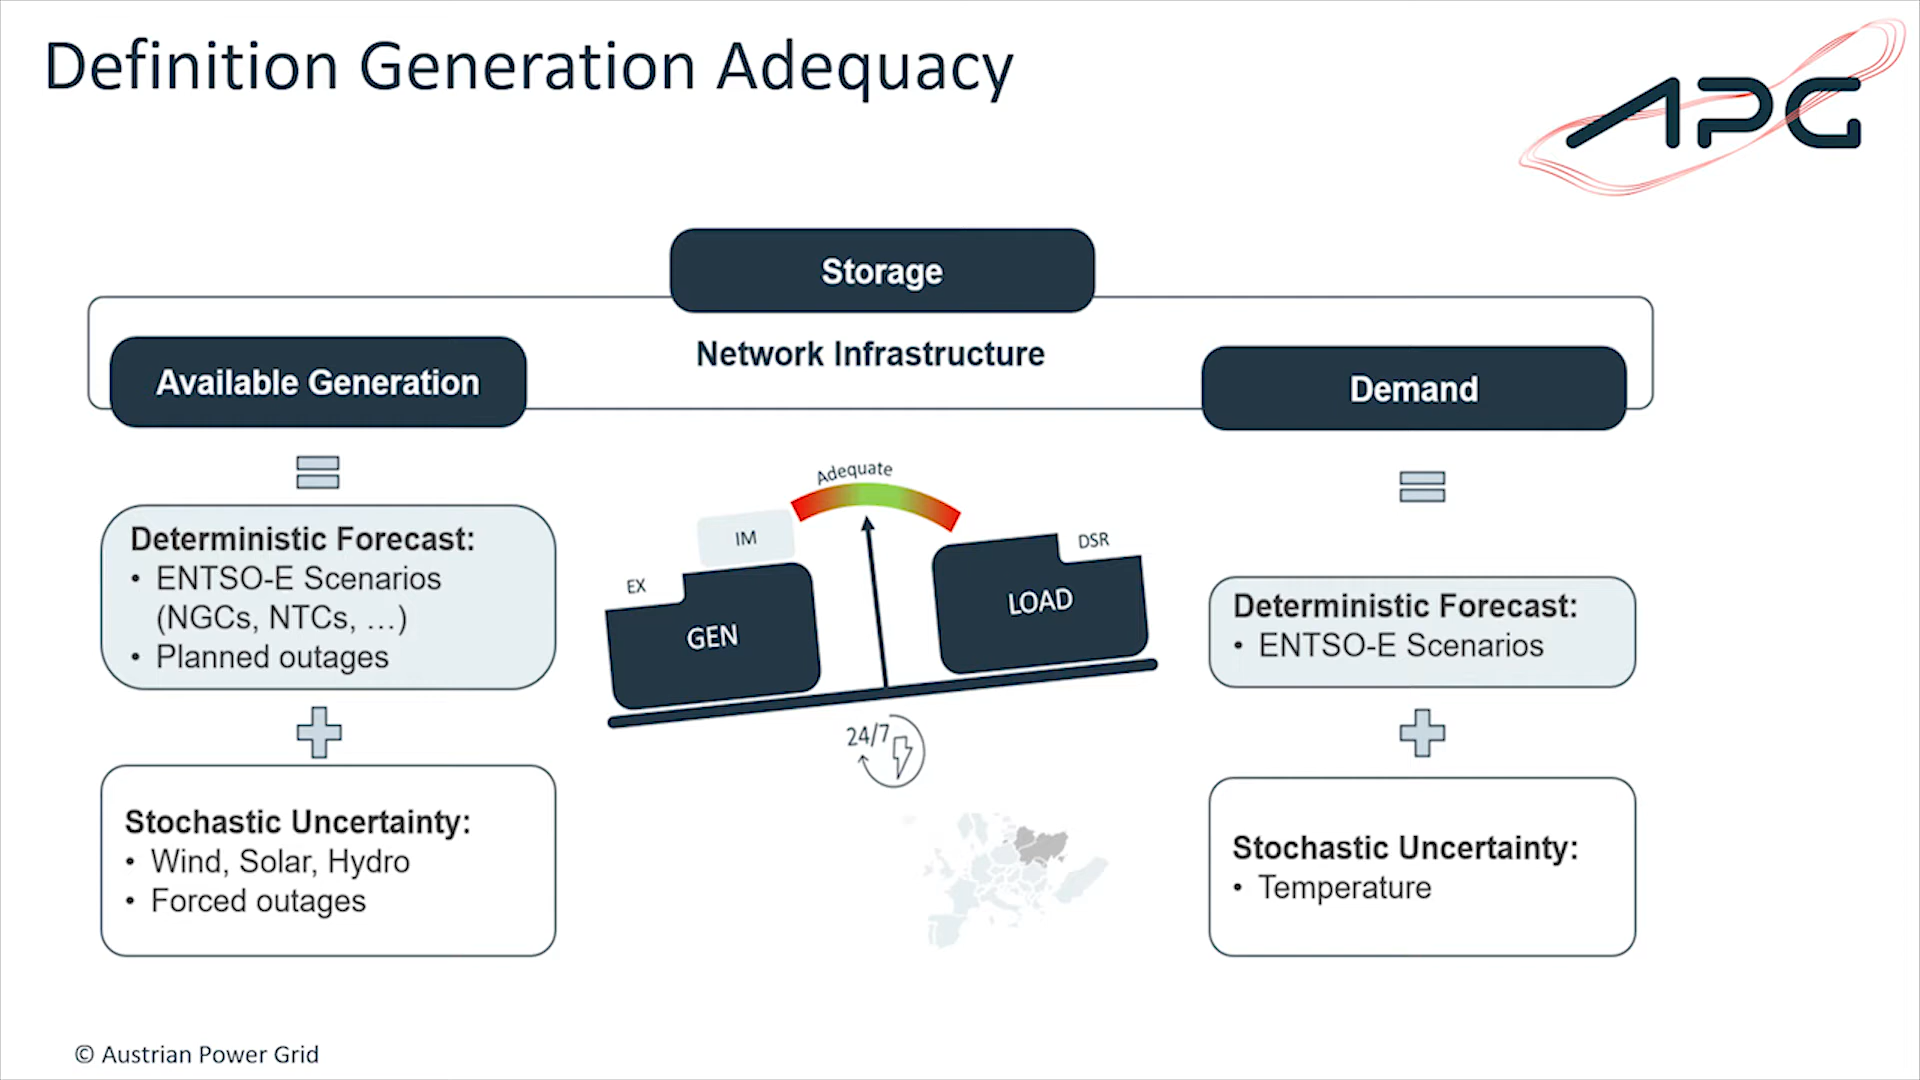 Definition Generation Adequacy
APG
Storage
Network Infrastructure
Available Generation
Demand
Deterministic Forecast:
• ENTSO-E Scenarios
(NGCs, NTCs, ...)
• Planned outages
Stochastic Uncertainty:
• Wind, Solar, Hydro
• Forced outages
Adequate
IM
EX
GEN
DSR
LOAD
24/7
Deterministic Forecast:
• ENTSO-E Scenarios
Stochastic Uncertainty:
• Temperature
© Austrian Power Grid